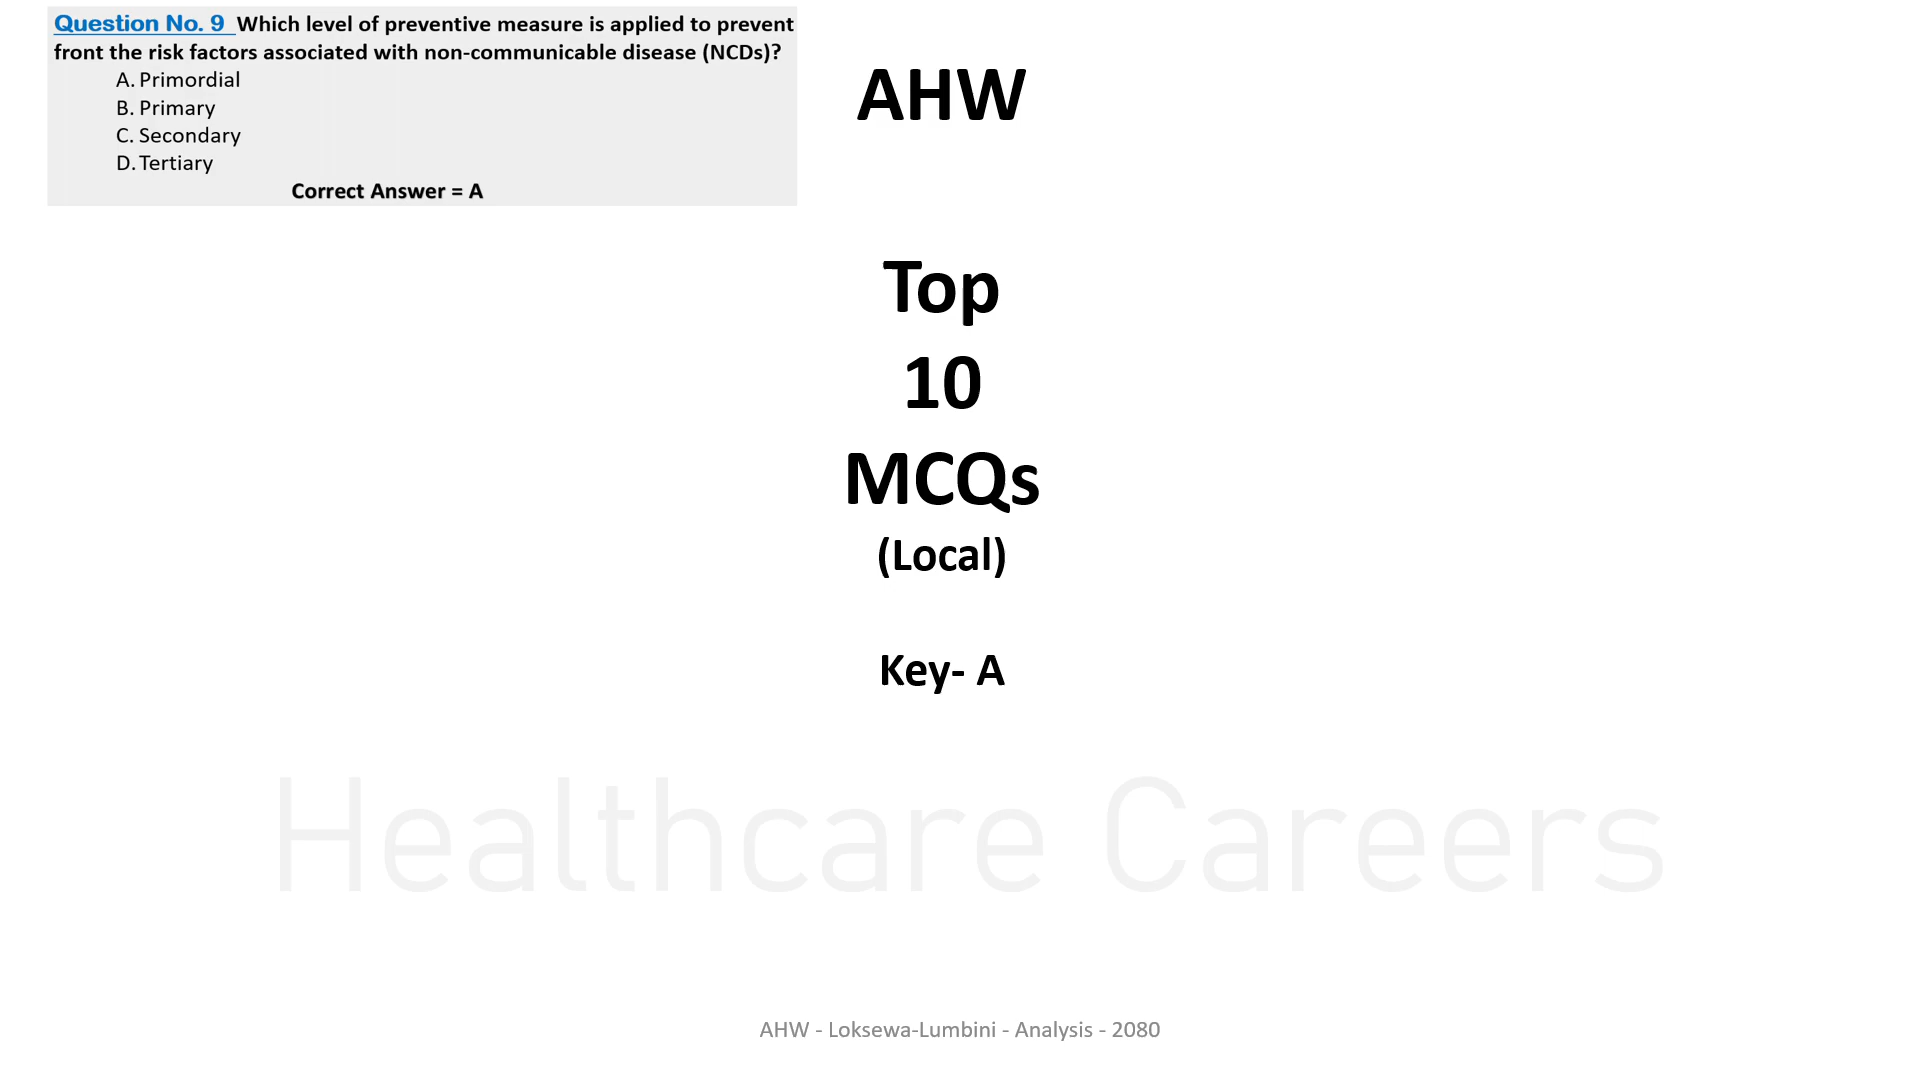 Question No. 9 Which level of preventive measure is applied to prevent
front the risk factors associated with non-communicable disease (NCDs)?
A. Primordial
B. Primary
C. Secondary
D. Tertiary
Correct Answer = A
AHW
Top
10
MCQs
(Local)
Key- A
Healthcare Careers
AHW - Loksewa-Lumbini - Analysis - 2080